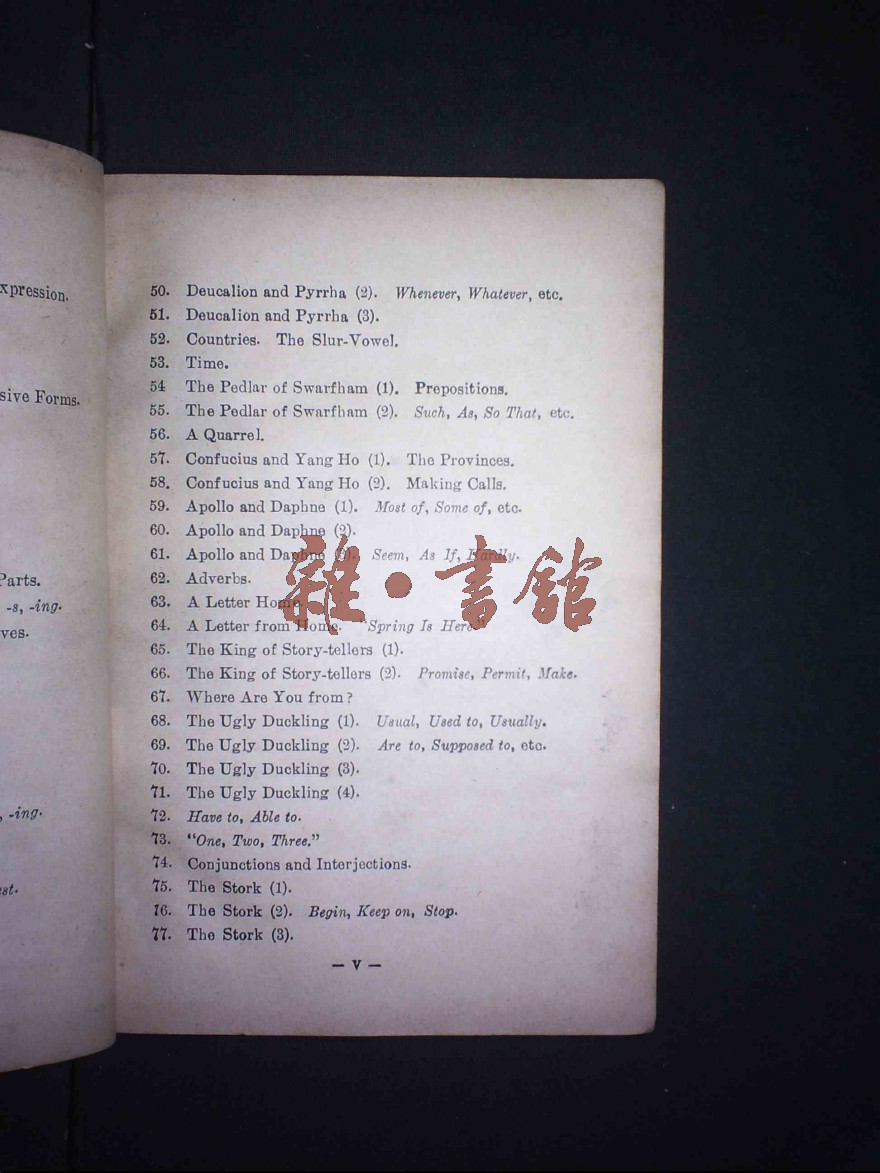 xpression.
sive Forms.
Parts.
-s, -ing.
ves.
, -ing.
est.
50. Deucalion and Pyrrha (2). Whenever, Whatever, etc.
51. Deucalion and Pyrrha (3).
52. Countries. The Slur-Vowel.
53. Time.
54 The Pedlar of Swarfham (1). Prepositions.
55. The Pedlar of Swarfham (2). Such, As, So That, etc.
56. A Quarrel.
57. Confucius and Yang Ho (1). The Provinces.
58. Confucius and Yang Ho (2). Making Calls.
59. Apollo and Daphne (1). Most of, Some of, etc.
60. Apollo and Daphne (2).
61. Apollo and Daphne (3). Seem, As If, Hardly.
62. Adverbs.
63. A Letter Home.
64. A Letter from Home. "Spring Is Here"
65. The King of Story-tellers (1).
66. The King of Story-tellers (2). Promise, Permit, Make.
67. Where Are You from?
68. The Ugly Duckling (1). Usual, Used to, Usually.
69. The Ugly Duckling (2). Are to, Supposed to, etc.
70. The Ugly Duckling (3).
71. The Ugly Duckling (4).
72. Have to, Able to.
73. "One, Two, Three."
74. Conjunctions and Interjections.
75. The Stork (1).
76. The Stork (2). Begin, Keep on, Stop.
77. The Stork (3).
— V —
雜·書館